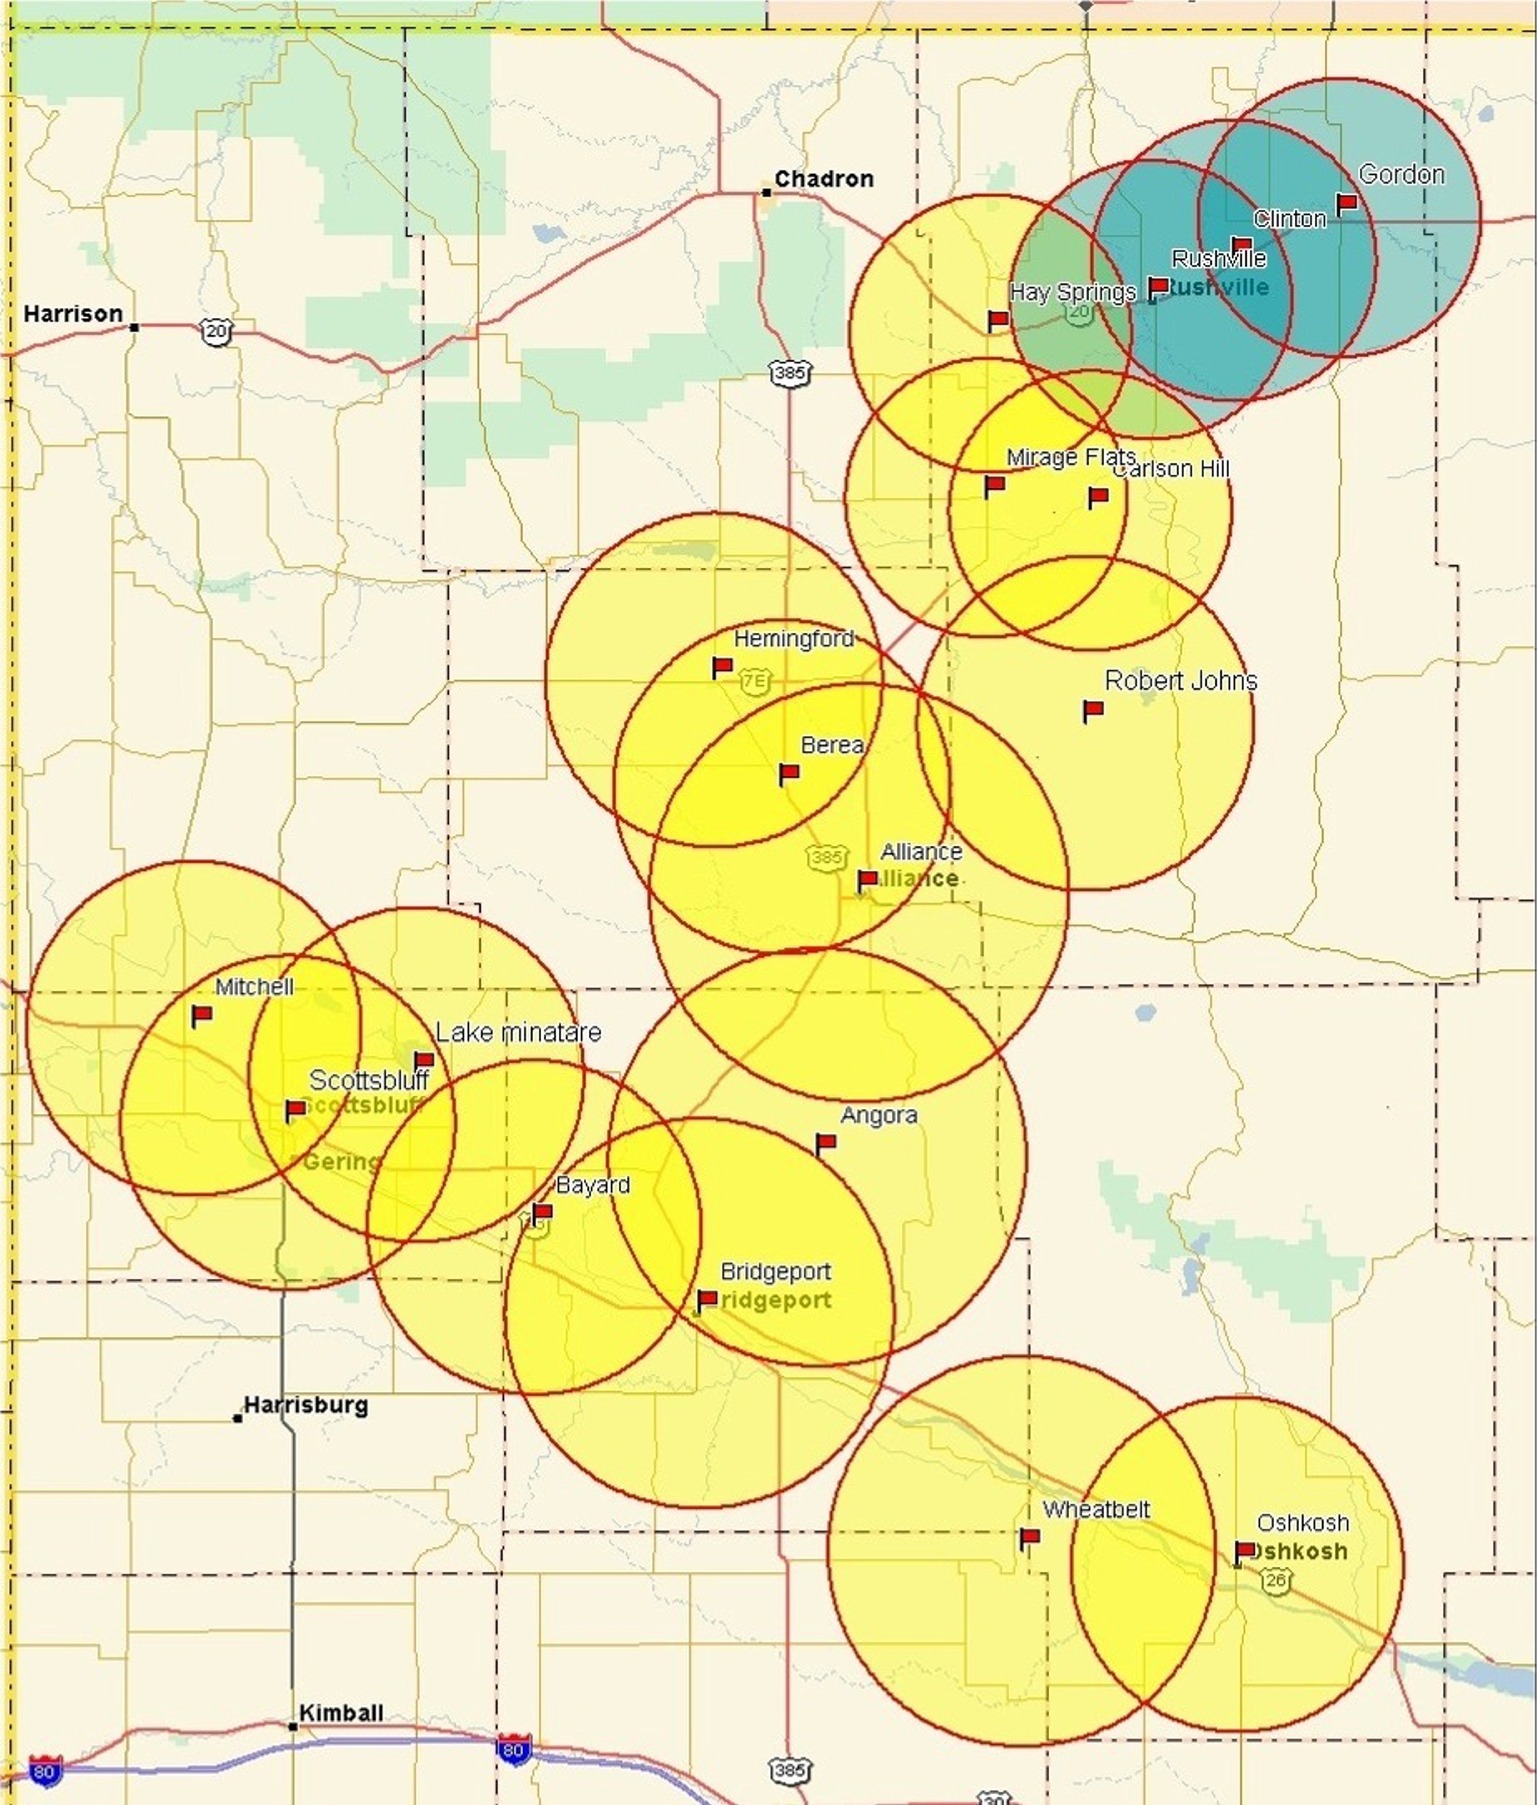 Chadron
Gordon
Clinton
Rushville
Rushville
Hay Springs
20
Harrison
20
385
Mirage Flats
Carlson Hill
Hemingford
7E
Robert Johns
Berea
385
Alliance
Alliance
Mitchell
Lake minatare
Scottsbluff
Scottsbluff
Angora
Gering
Bayard
Bridgeport
Bridgeport
Harrisburg
Wheatbelt
Oshkosh
Oshkosh
26
Kimball
80
80
385
30